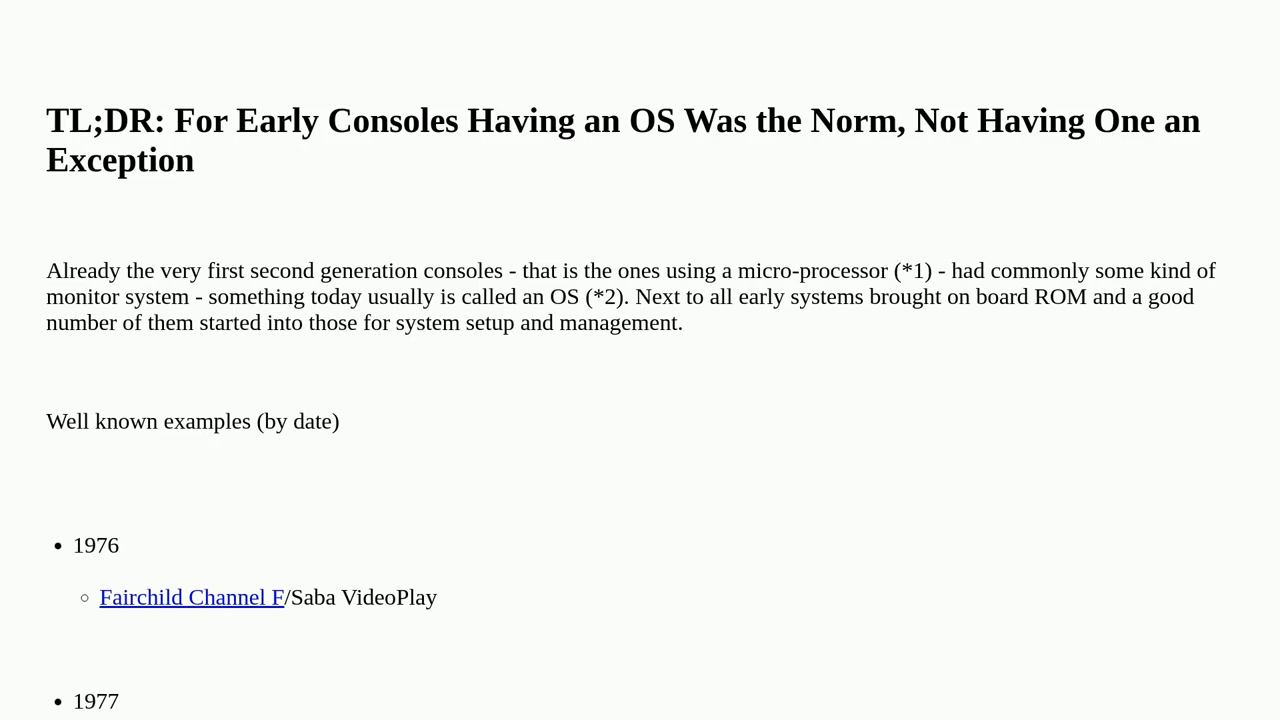 TL;DR: For Early Consoles Having an OS Was the Norm, Not Having One an
Exception
Already the very first second generation consoles - that is the ones using a micro-processor (*1) - had commonly some kind of
monitor system - something today usually is called an OS (*2). Next to all early systems brought on board ROM and a good
number of them started into those for system setup and management.
Well known examples (by date)
1976
Fairchild Channel F/Saba VideoPlay
1977